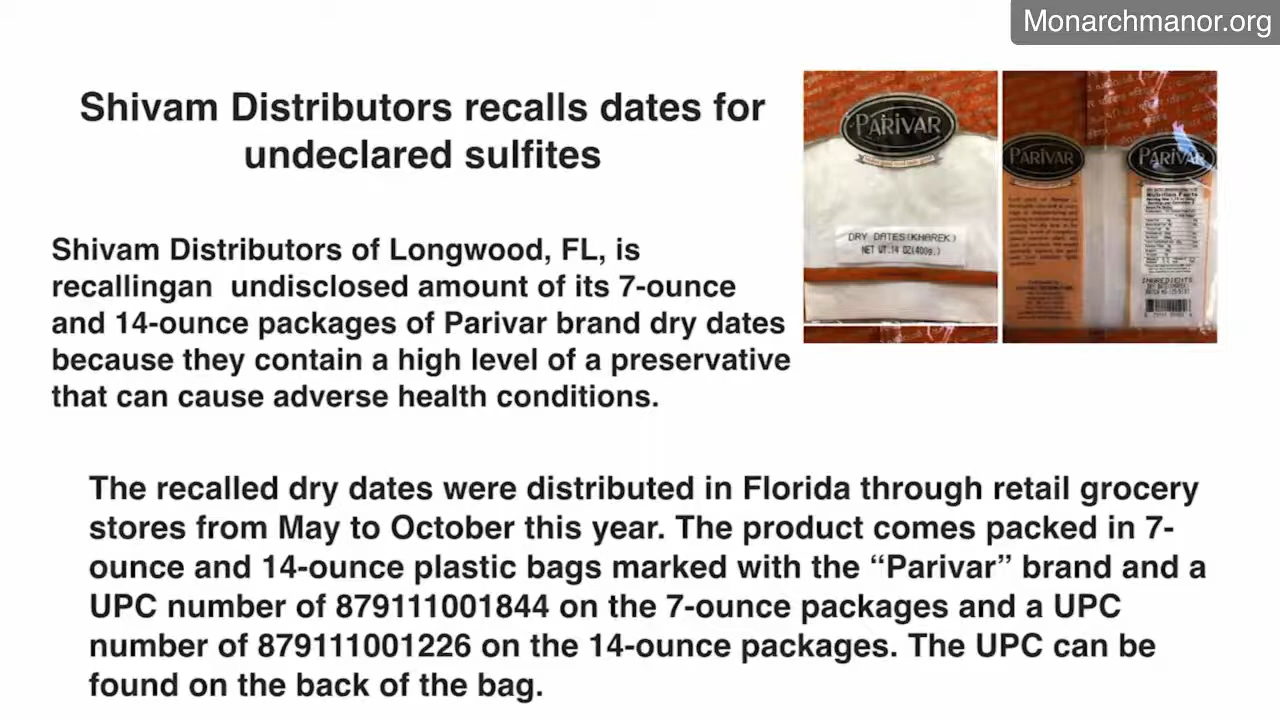 Monarchmanor.org
Shivam Distributors recalls dates for
undeclared sulfites
PARIVAR
DRY DATES(KHAREK)
NET WT.14 OZ(400g.)
PARIVAR
PARIVAR
Nutrition Facts
INGREDIENTS
Shivam Distributors of Longwood, FL, is
recallingan undisclosed amount of its 7-ounce
and 14-ounce packages of Parivar brand dry dates
because they contain a high level of a preservative
that can cause adverse health conditions.
The recalled dry dates were distributed in Florida through retail grocery
stores from May to October this year. The product comes packed in 7-
ounce and 14-ounce plastic bags marked with the “Parivar” brand and a
UPC number of 879111001844 on the 7-ounce packages and a UPC
number of 879111001226 on the 14-ounce packages. The UPC can be
found on the back of the bag.